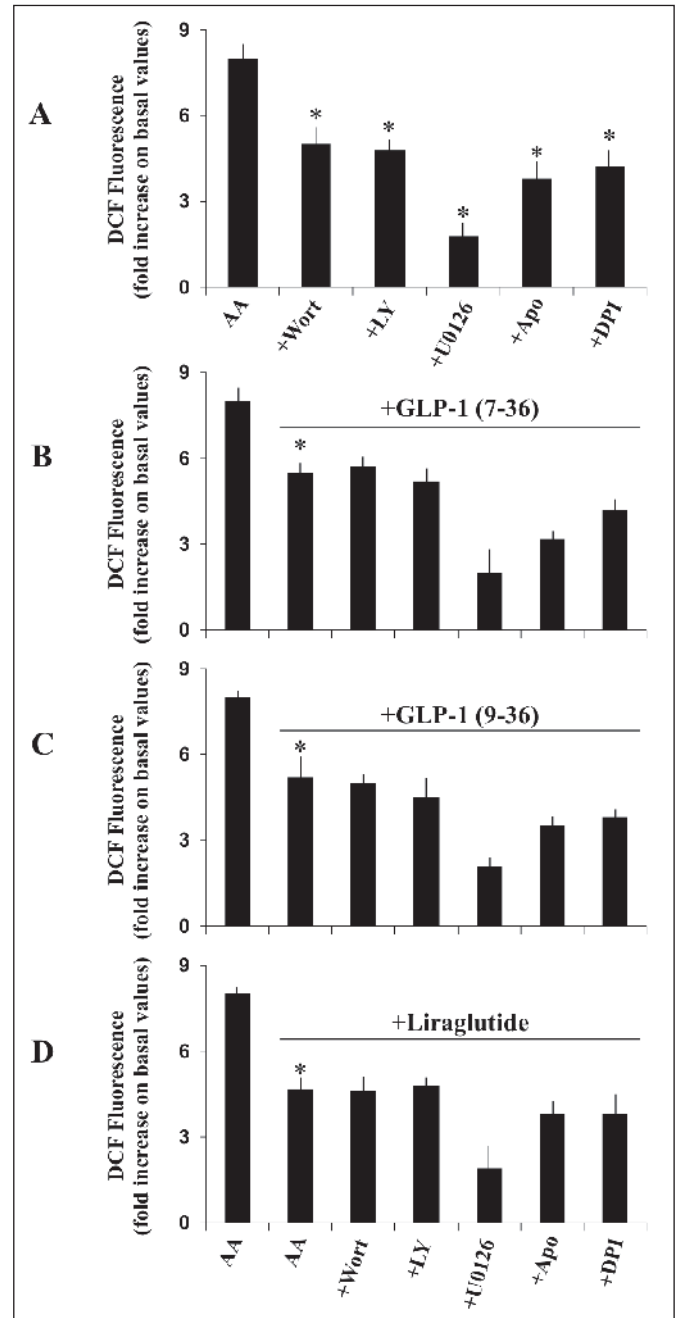 A
DCF Fluorescence
(fold increase on basal values)
9
6
3
0
*
*
*
*
*
AA
+Wort
+LY
+U0126
+Apo
+DPI
B
DCF Fluorescence
(fold increase on basal values)
9
6
3
0
+GLP-1 (7-36)
*
C
DCF Fluorescence
(fold increase on basal values)
9
6
3
0
+GLP-1 (9-36)
*
D
DCF Fluorescence
(fold increase on basal values)
9
6
3
0
+Liraglutide
*
AA
AA
+Wort
+LY
+U0126
+Apo
+DPI